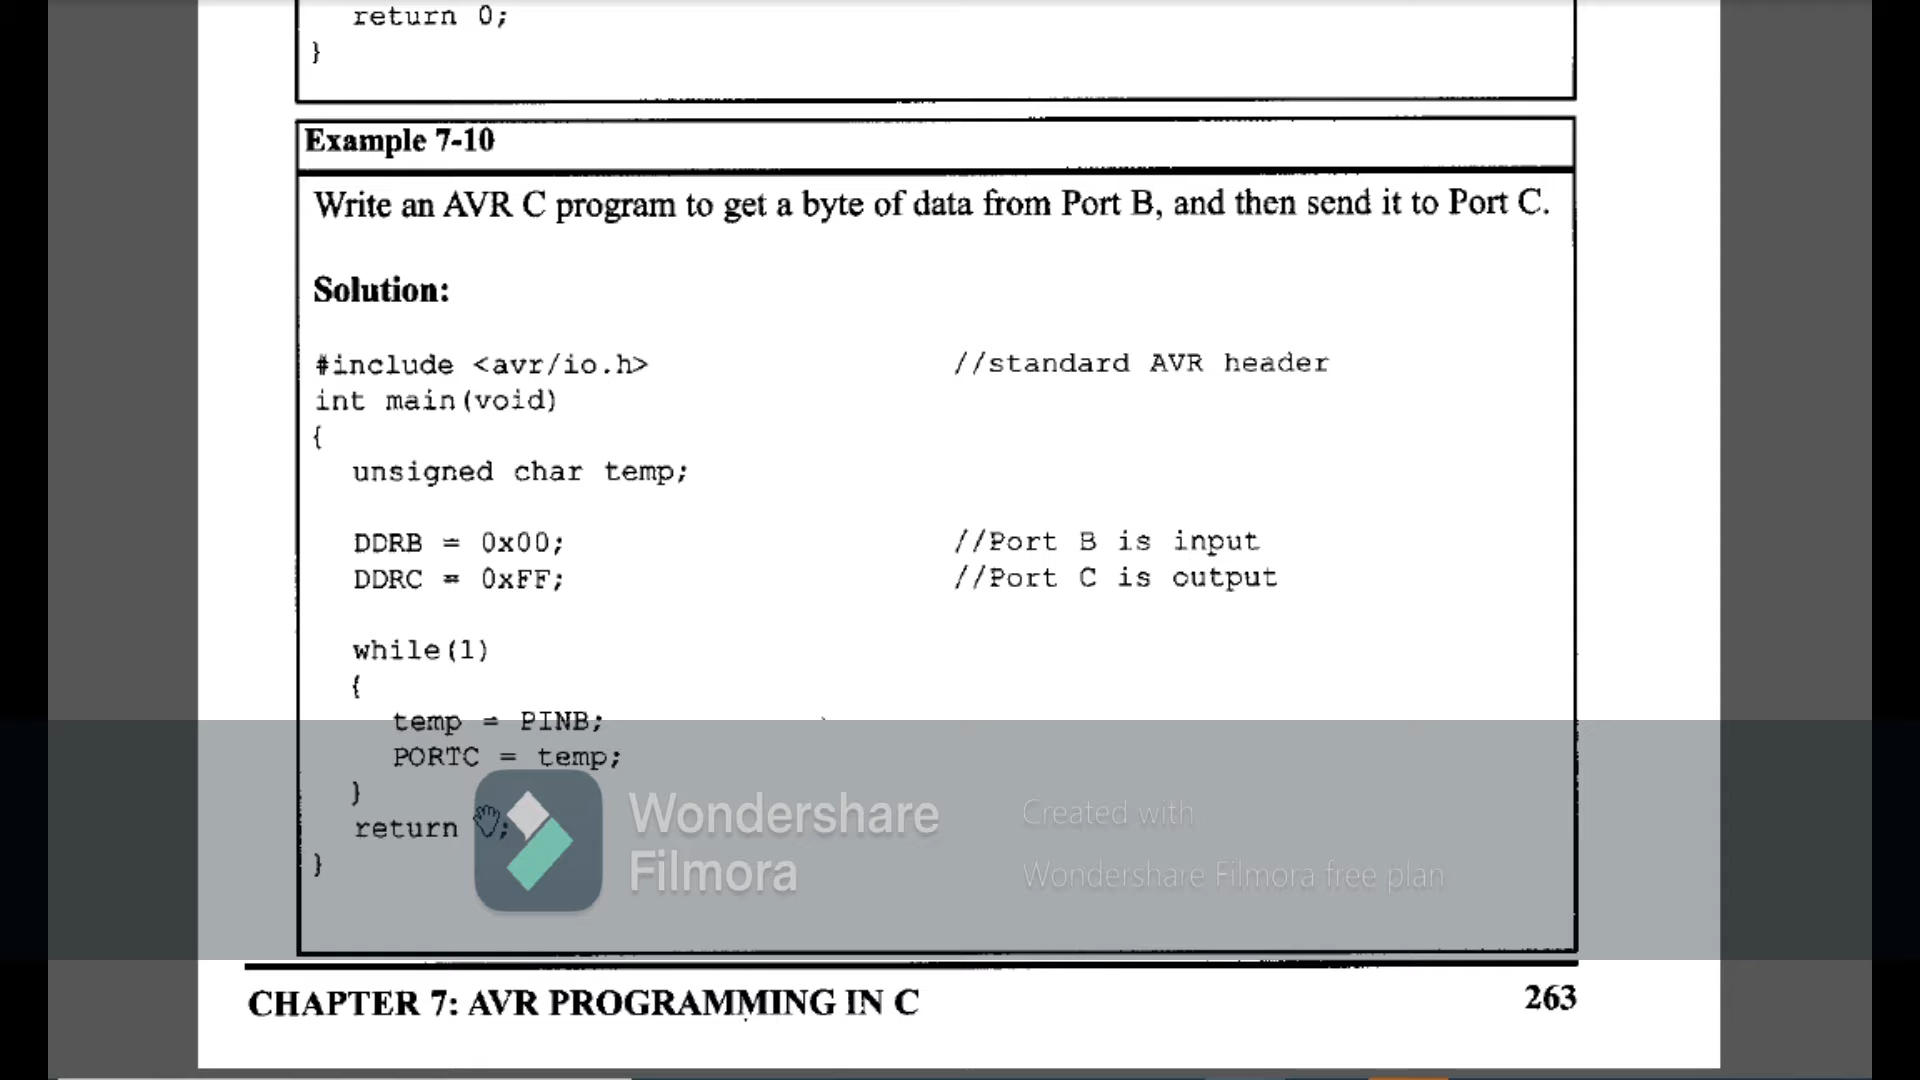 return 0;
}
Example 7-10
Write an AVR C program to get a byte of data from Port B, and then send it to Port C.
Solution:
#include <avr/io.h> //standard AVR header
int main(void)
{
unsigned char temp;
DDRB = 0x00; //Port B is input
DDRC = 0xFF; //Port C is output
while(1)
{
temp = PINB;
PORTC = temp;
}
return ;
}
Wondershare
Filmora
Created with
Wondershare Filmora free plan
CHAPTER 7: AVR PROGRAMMING IN C 263